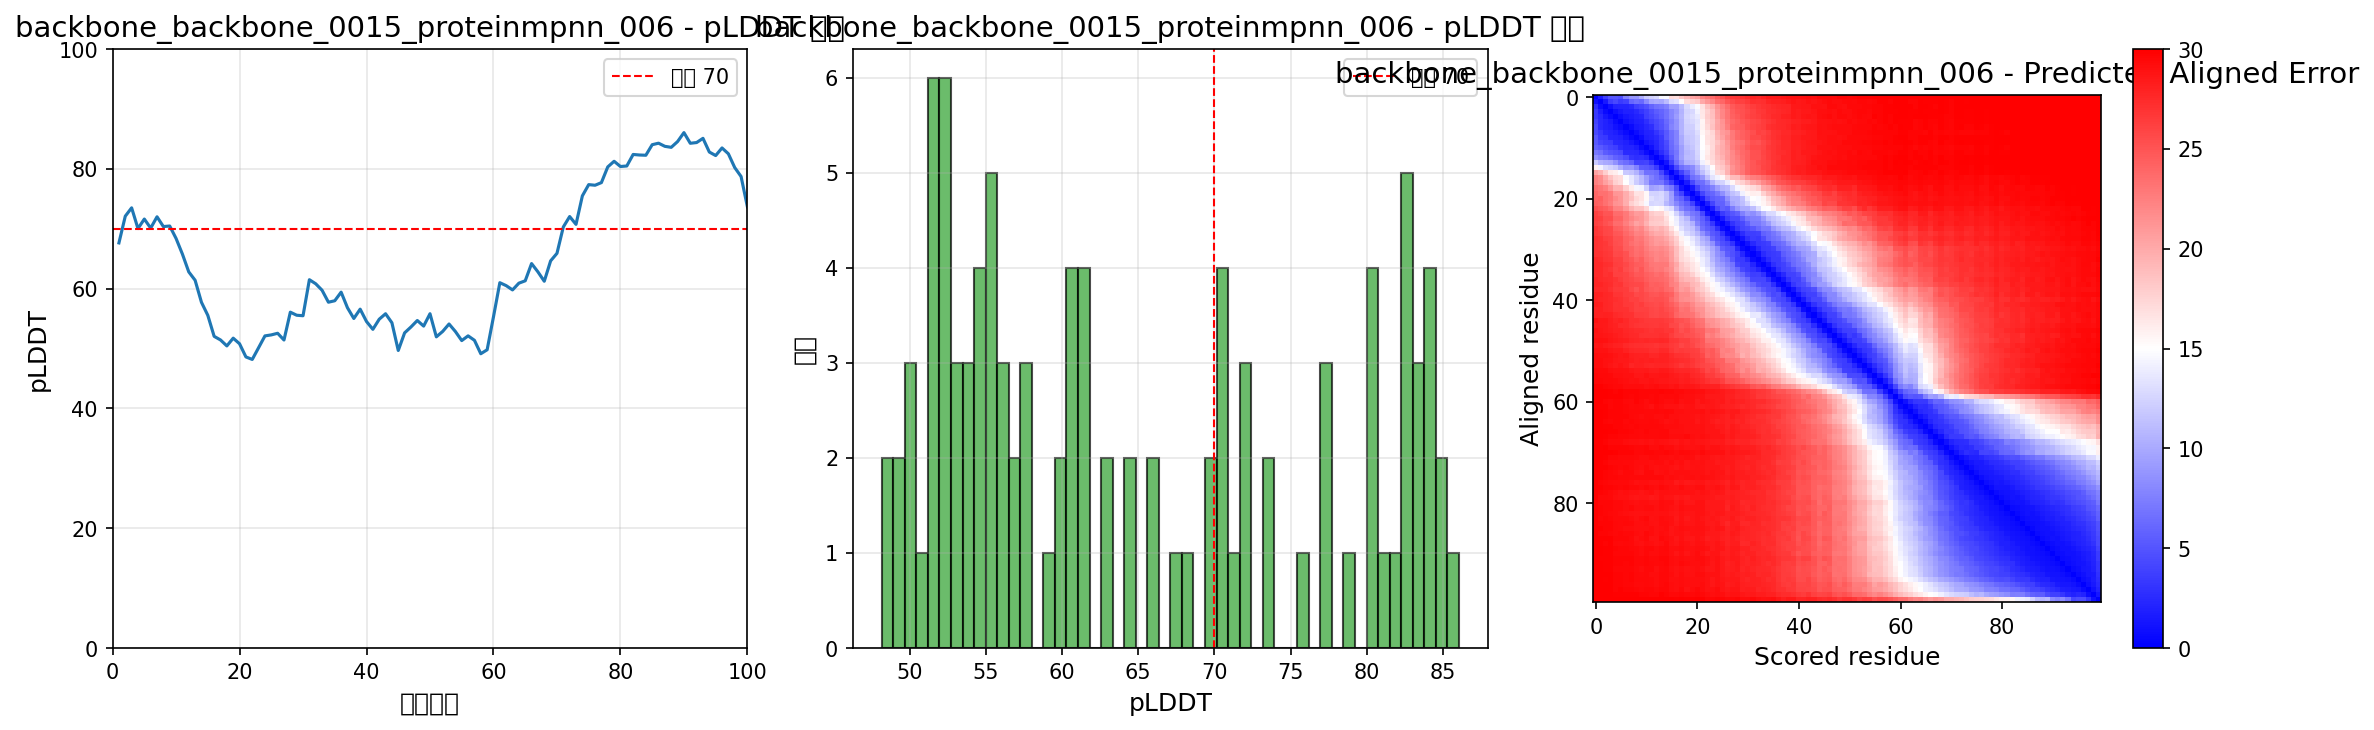 backbone_backbone_0015_proteinmpnn_006 - pLDDT
100
80
60
40
20
0
0 20 40 60 80 100
pLDDT
70
backbone_backbone_0015_proteinmpnn_006 - pLDDT
6
5
4
3
2
1
0
50 55 60 65 70 75 80 85
pLDDT
70
backbone_backbone_0015_proteinmpnn_006 - Predicted Aligned Error
0
20
40
60
80
0 20 40 60 80
Aligned residue
Scored residue
30
25
20
15
10
5
0